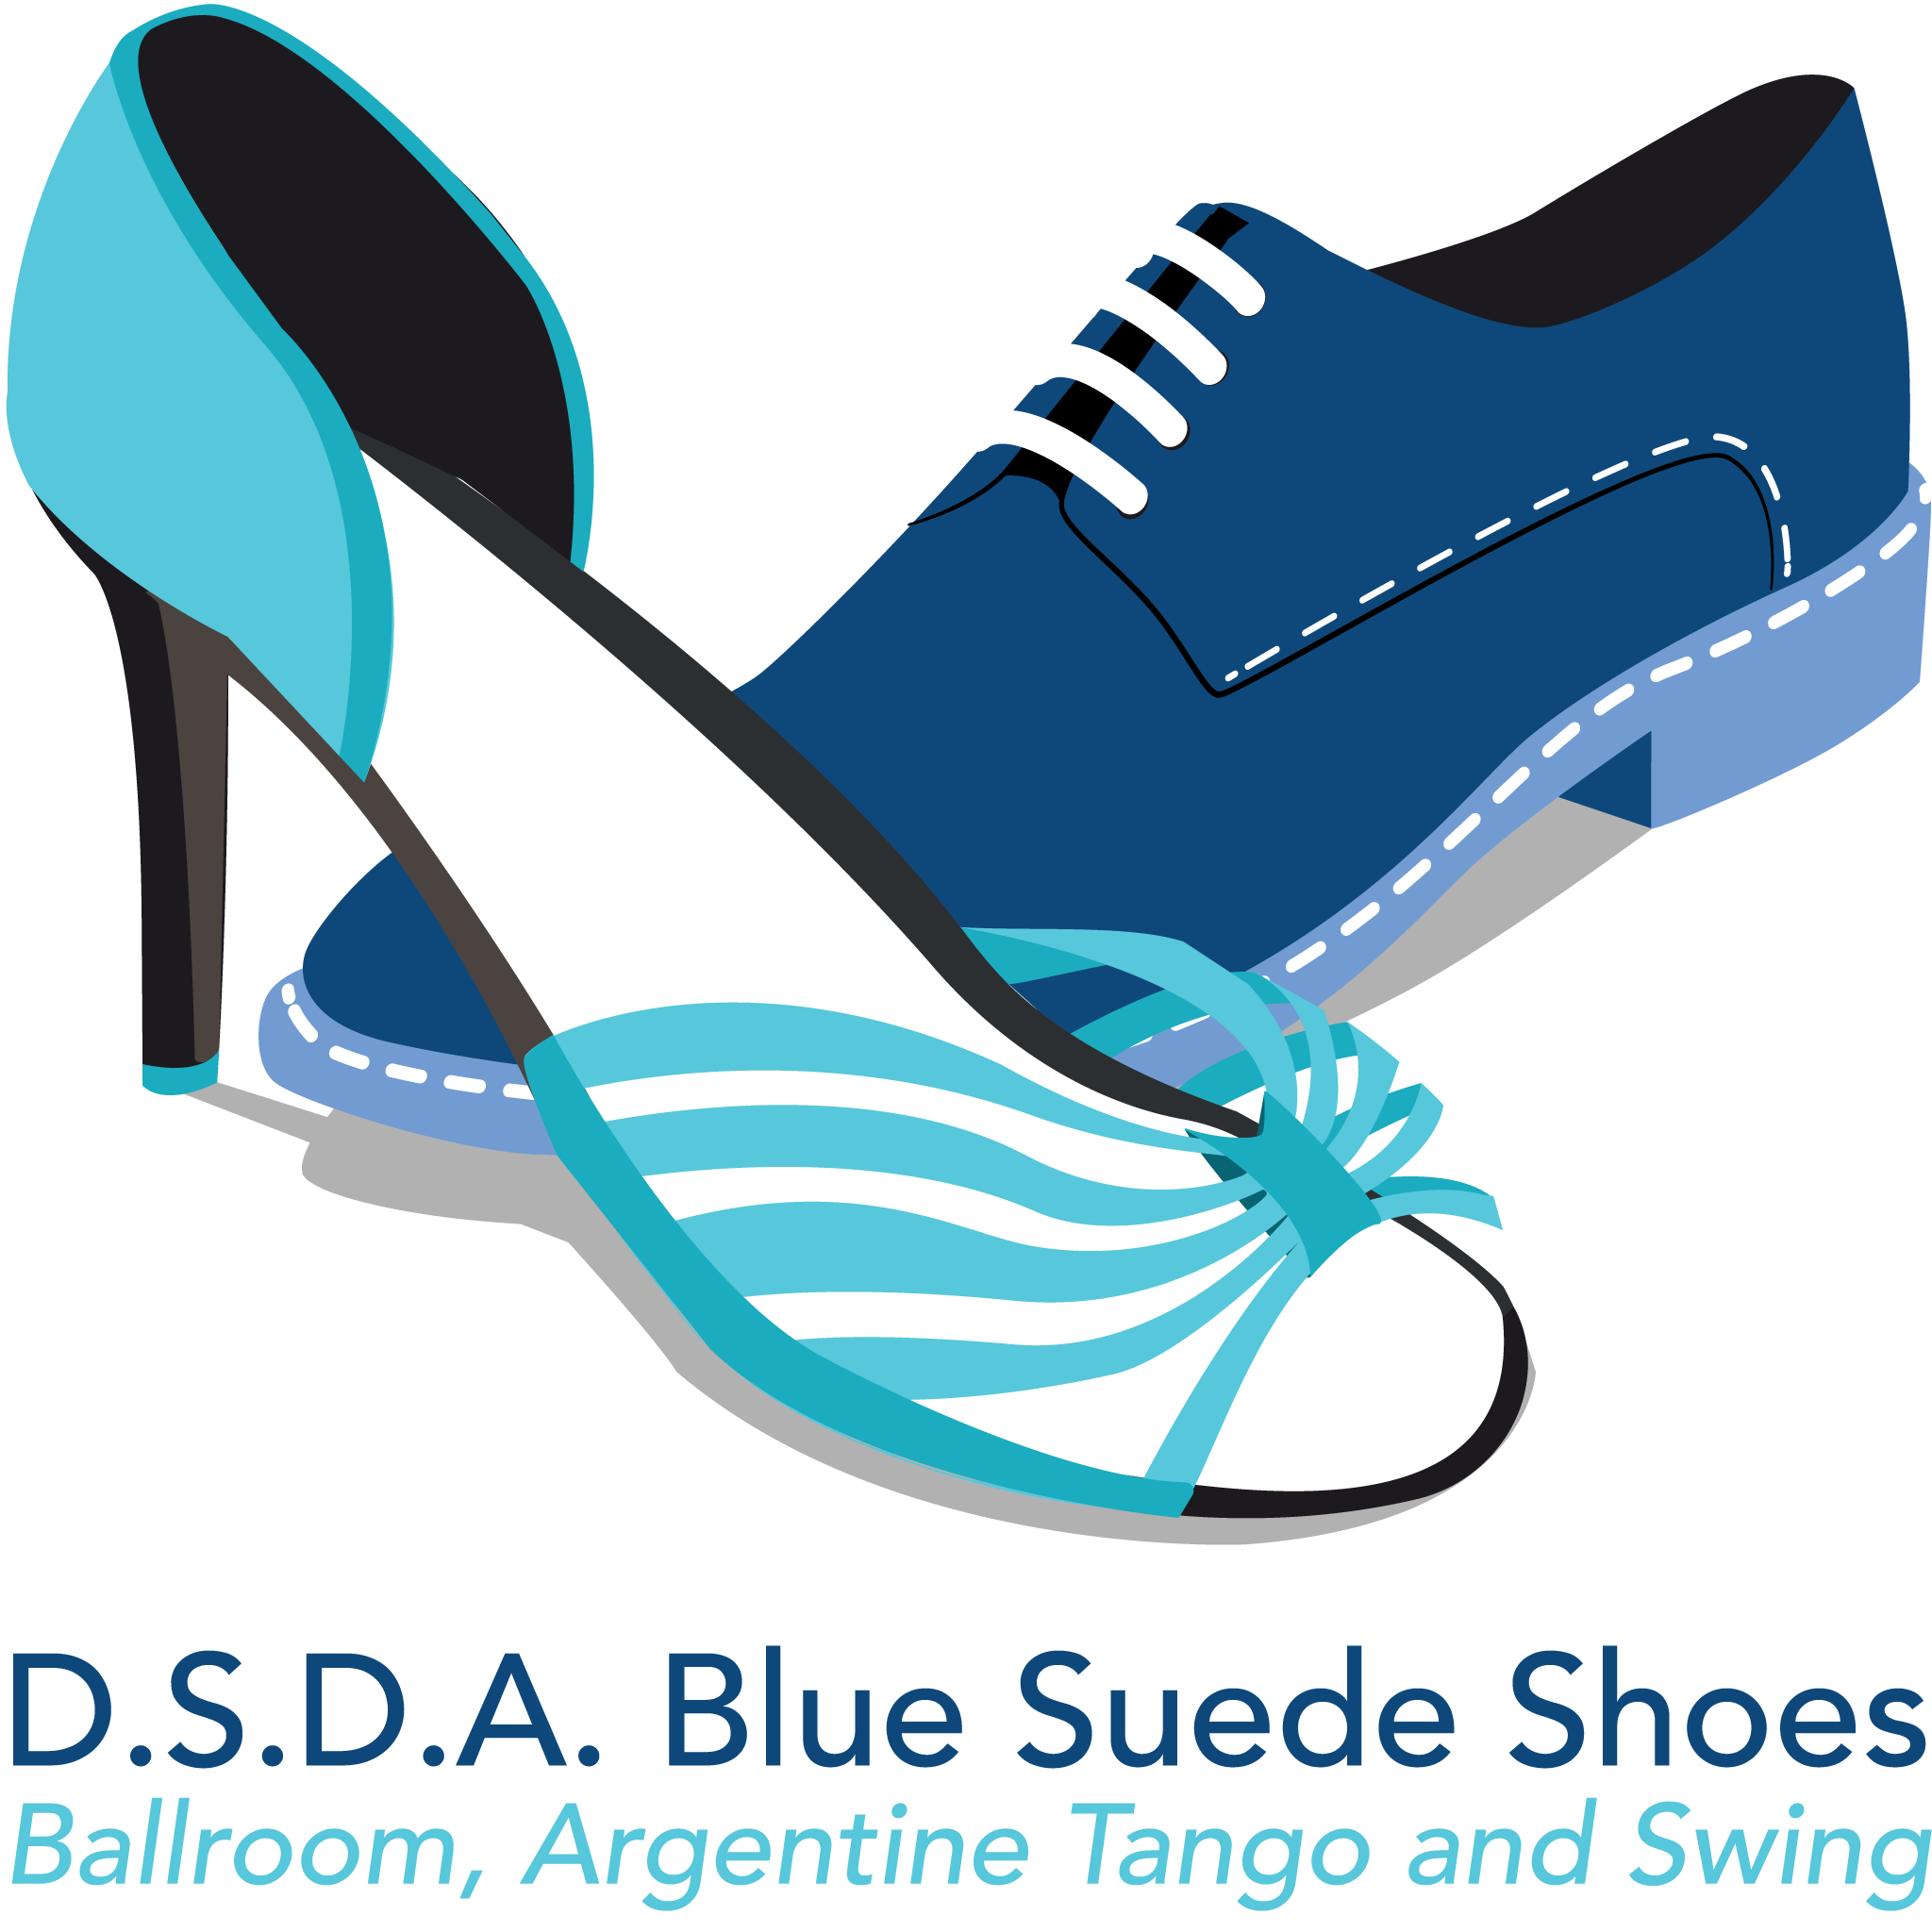 D.S.D.A. Blue Suede Shoes
Ballroom, Argentine Tango and Swing